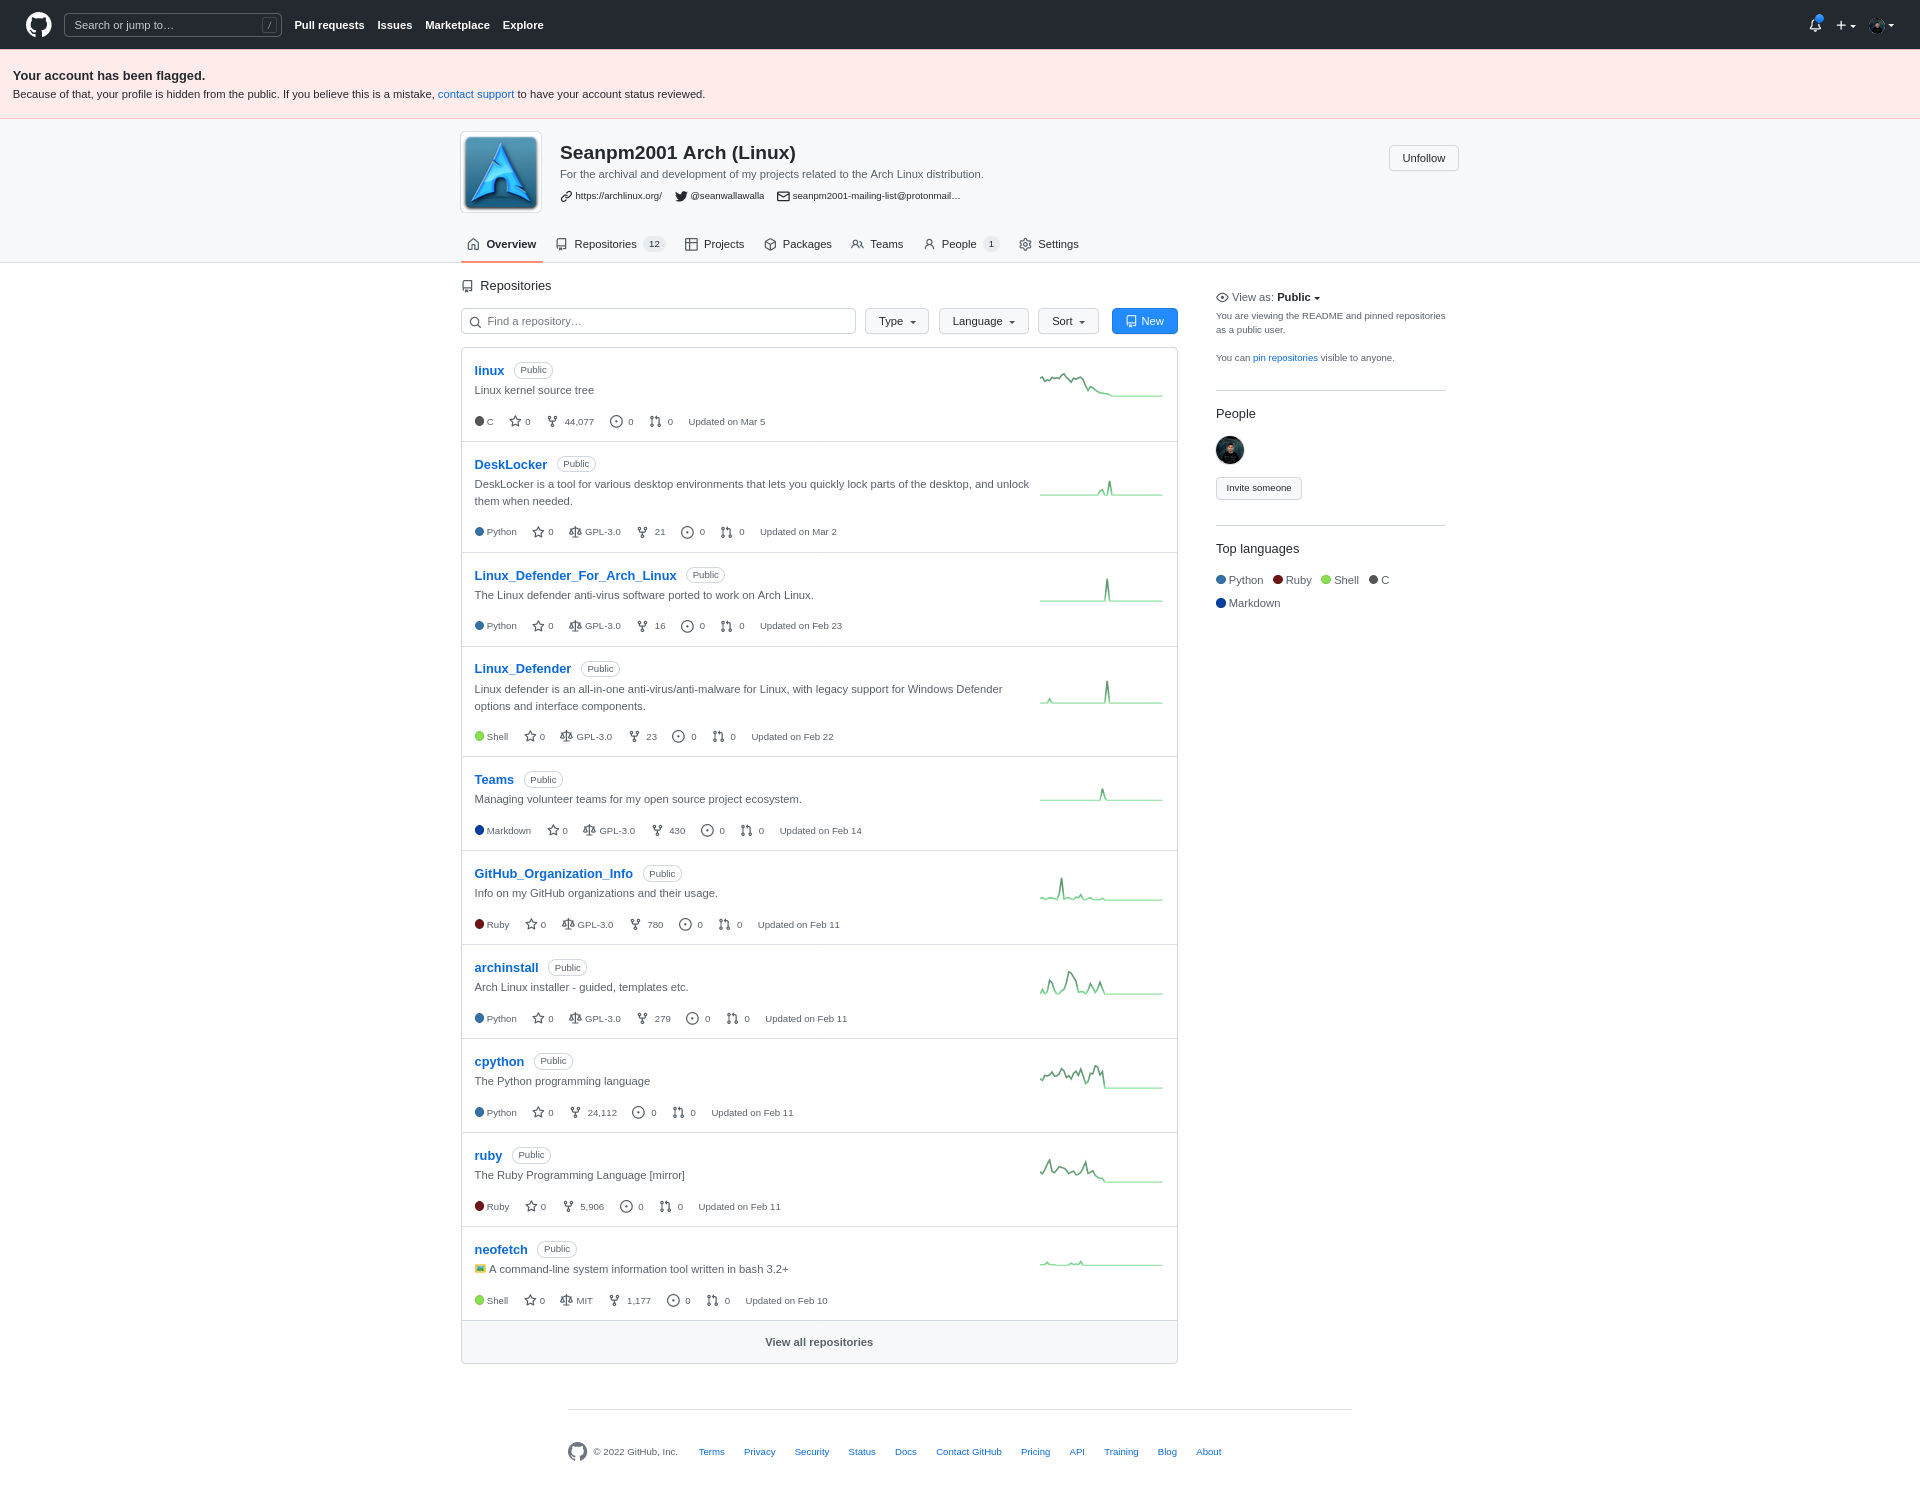 Search or jump to…
/
Pull requests
Issues
Marketplace
Explore
Your account has been flagged.
Because of that, your profile is hidden from the public. If you believe this is a mistake, contact support to have your account status reviewed.
Seanpm2001 Arch (Linux)
For the archival and development of my projects related to the Arch Linux distribution.
https://archlinux.org/ @seanwallawalla seanpm2001-mailing-list@protonmail…
Unfollow
Overview
Repositories 12
Projects
Packages
Teams
People 1
Settings
Repositories
Find a repository…
Type
Language
Sort
New
linux Public
Linux kernel source tree
C 0 44,077 0 0 Updated on Mar 5
DeskLocker Public
DeskLocker is a tool for various desktop environments that lets you quickly lock parts of the desktop, and unlock
them when needed.
Python 0 GPL-3.0 21 0 0 Updated on Mar 2
Linux_Defender_For_Arch_Linux Public
The Linux defender anti-virus software ported to work on Arch Linux.
Python 0 GPL-3.0 16 0 0 Updated on Feb 23
Linux_Defender Public
Linux defender is an all-in-one anti-virus/anti-malware for Linux, with legacy support for Windows Defender
options and interface components.
Shell 0 GPL-3.0 23 0 0 Updated on Feb 22
Teams Public
Managing volunteer teams for my open source project ecosystem.
Markdown 0 GPL-3.0 430 0 0 Updated on Feb 14
GitHub_Organization_Info Public
Info on my GitHub organizations and their usage.
Ruby 0 GPL-3.0 780 0 0 Updated on Feb 11
archinstall Public
Arch Linux installer - guided, templates etc.
Python 0 GPL-3.0 279 0 0 Updated on Feb 11
cpython Public
The Python programming language
Python 0 24,112 0 0 Updated on Feb 11
ruby Public
The Ruby Programming Language [mirror]
Ruby 0 5,906 0 0 Updated on Feb 11
neofetch Public
A command-line system information tool written in bash 3.2+
Shell 0 MIT 1,177 0 0 Updated on Feb 10
View all repositories
View as: Public
You are viewing the README and pinned repositories
as a public user.
You can pin repositories visible to anyone.
People
Invite someone
Top languages
Python Ruby Shell C
Markdown
© 2022 GitHub, Inc. Terms Privacy Security Status Docs Contact GitHub Pricing API Training Blog About